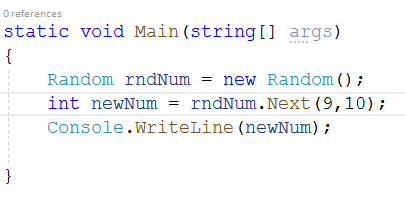 0 references
static void Main(string[] args)
{
    Random rndNum = new Random();
    int newNum = rndNum.Next(9,10);
    Console.WriteLine(newNum);
}